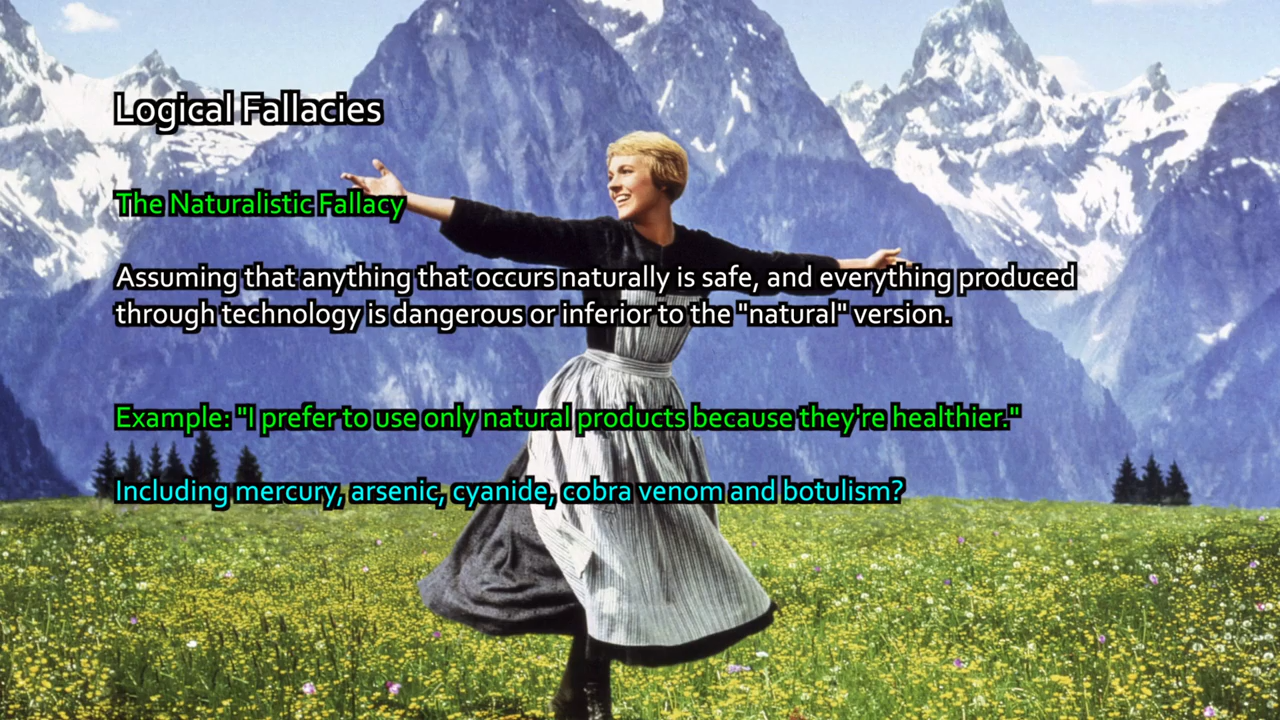 Logical Fallacies
The Naturalistic Fallacy
Assuming that anything that occurs naturally is safe, and everything produced
through technology is dangerous or inferior to the "natural" version.
Example: "I prefer to use only natural products because they're healthier."
Including mercury, arsenic, cyanide, cobra venom and botulism?